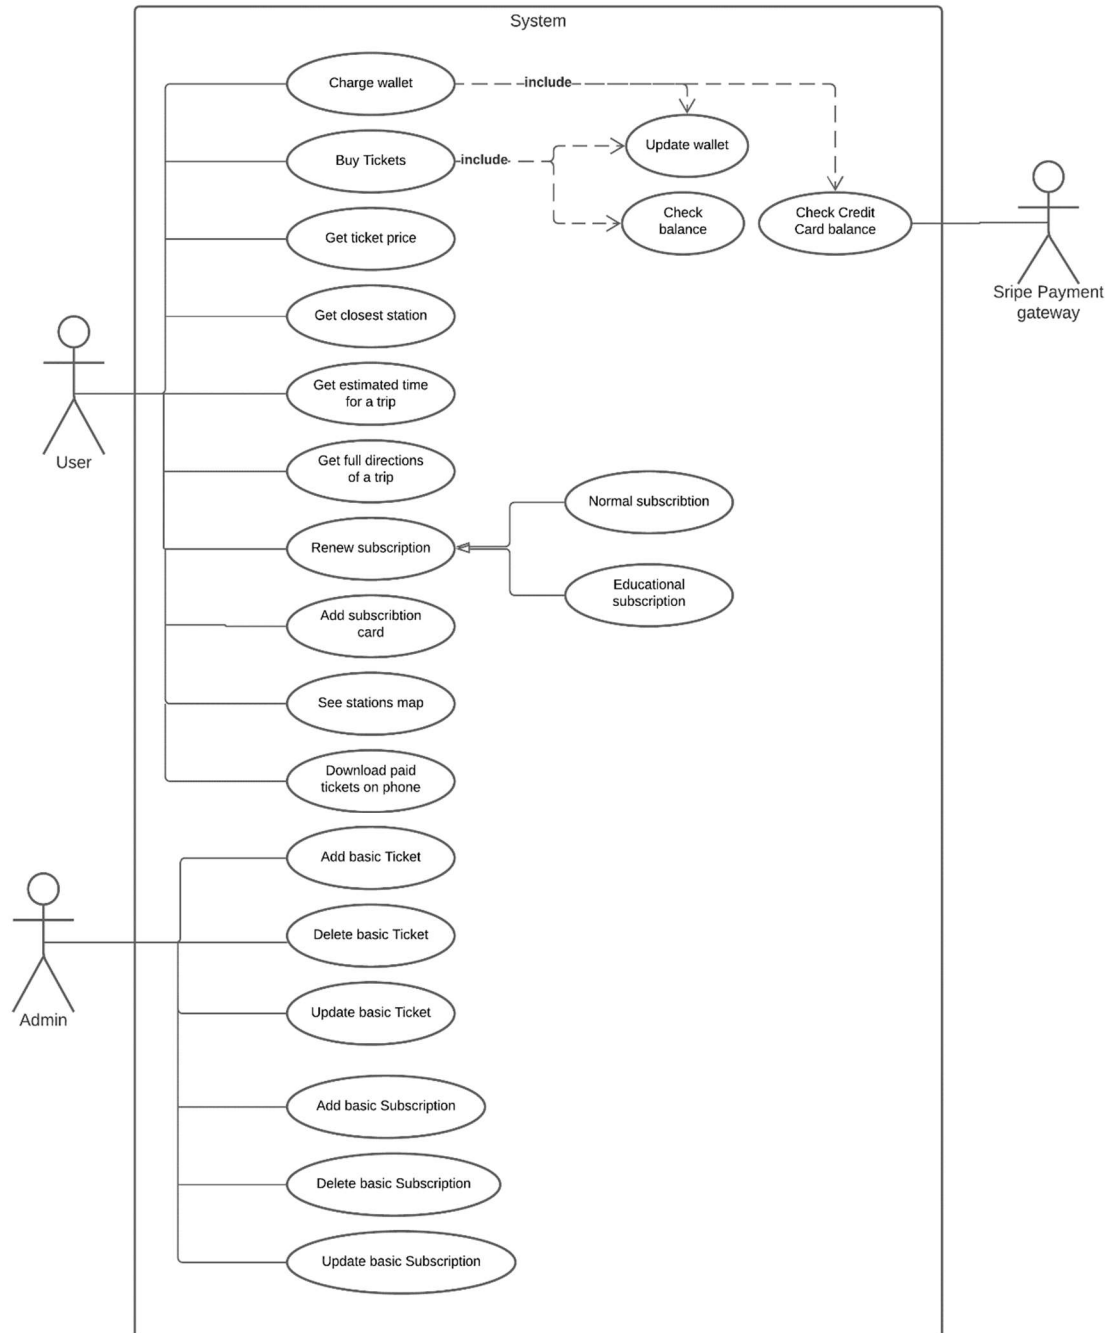 System
Charge wallet
include
Update wallet
Buy Tickets
include
Check
balance
Check Credit
Card balance
Sripe Payment
gateway
Get ticket price
Get closest station
Get estimated time
for a trip
User
Get full directions
of a trip
Normal subscribtion
Renew subscription
Educational
subscription
Add subscribtion
card
See stations map
Download paid
tickets on phone
Add basic Ticket
Delete basic Ticket
Admin
Update basic Ticket
Add basic Subscription
Delete basic Subscription
Update basic Subscription